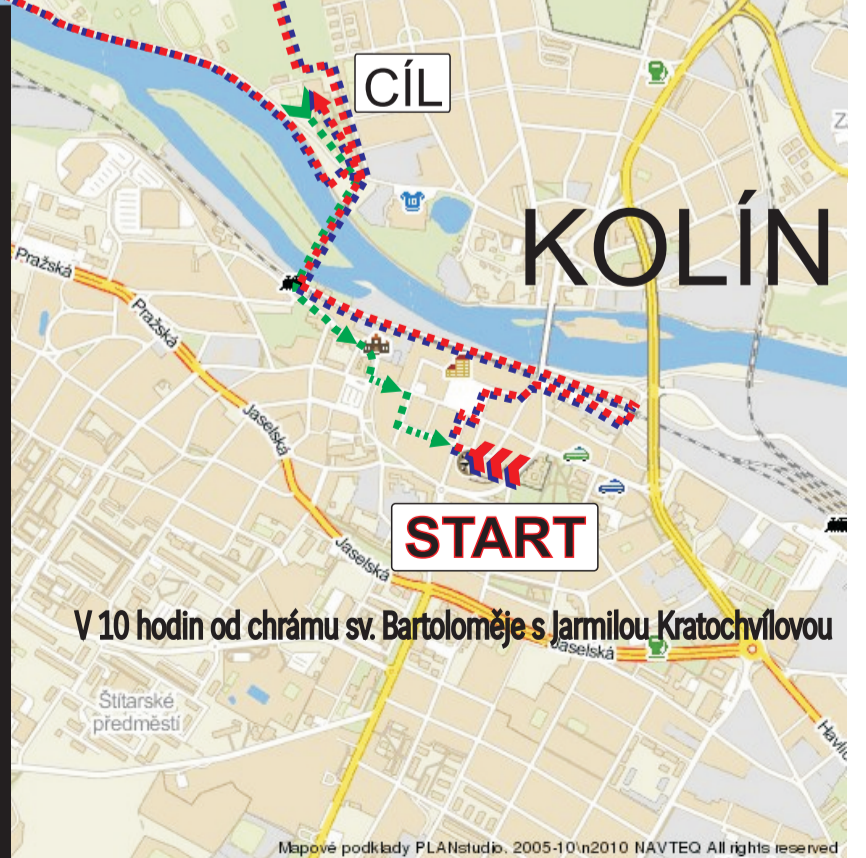 CÍL
10
KOLÍN
Pražská
Pražská
Jaselská
START
Jaselská
V 10 hodin od chrámu sv. Bartoloměje s Jarmilou Kratochvílovou
Jaselská
Štítarské
předměstí
Mapové podklady PLANstudio, 2005-10\n2010 NAVTEQ All rights reserved